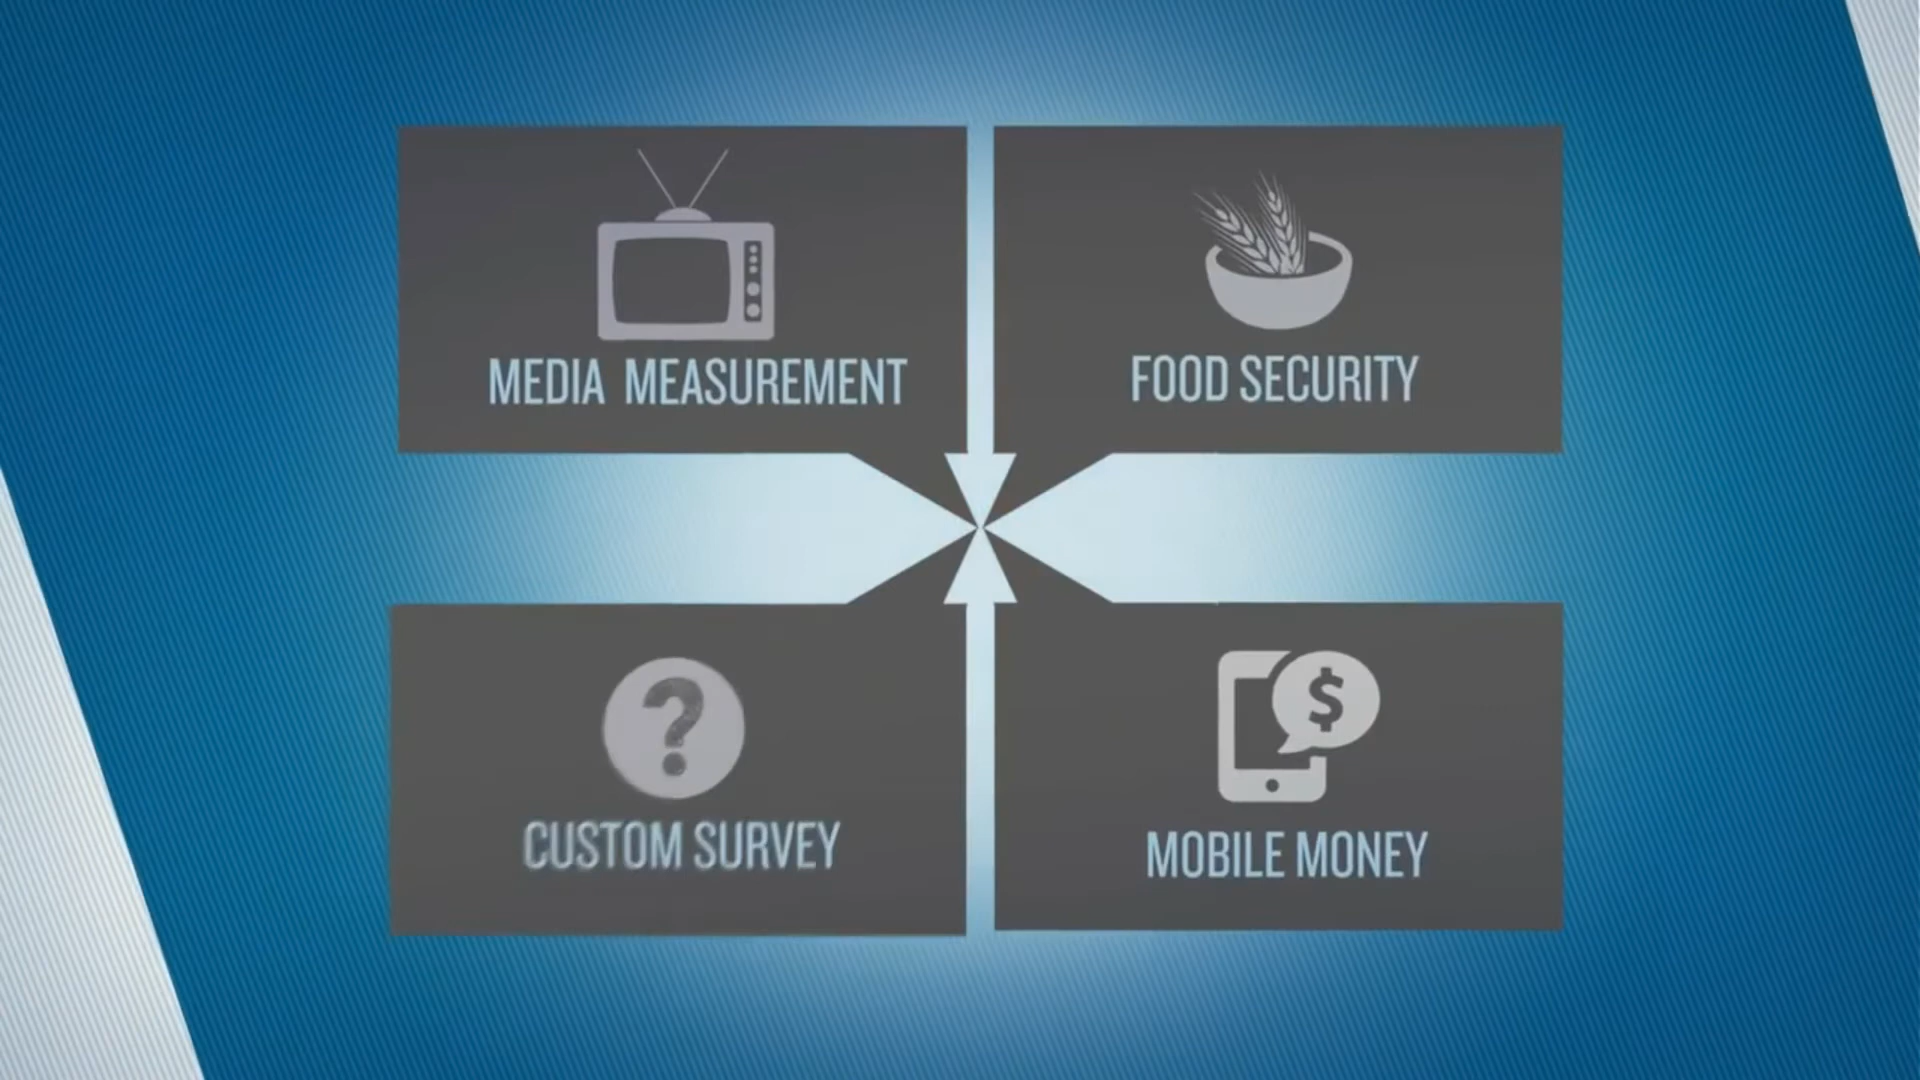 MEDIA MEASUREMENT
FOOD SECURITY
?
CUSTOM SURVEY
$
MOBILE MONEY